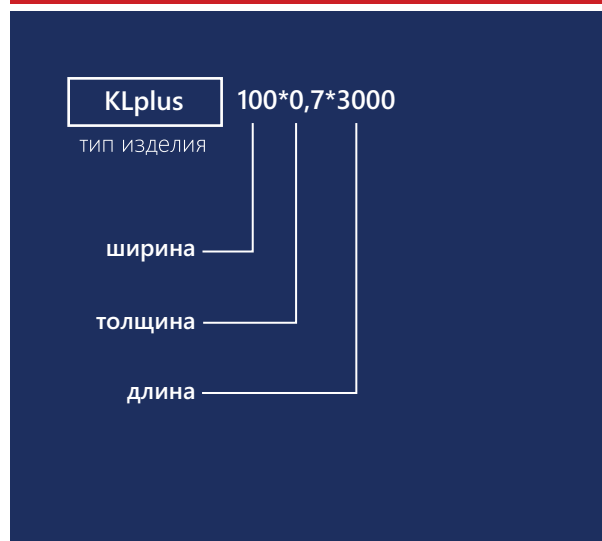 KLplus 100*0,7*3000
тип изделия
ширина
толщина
длина